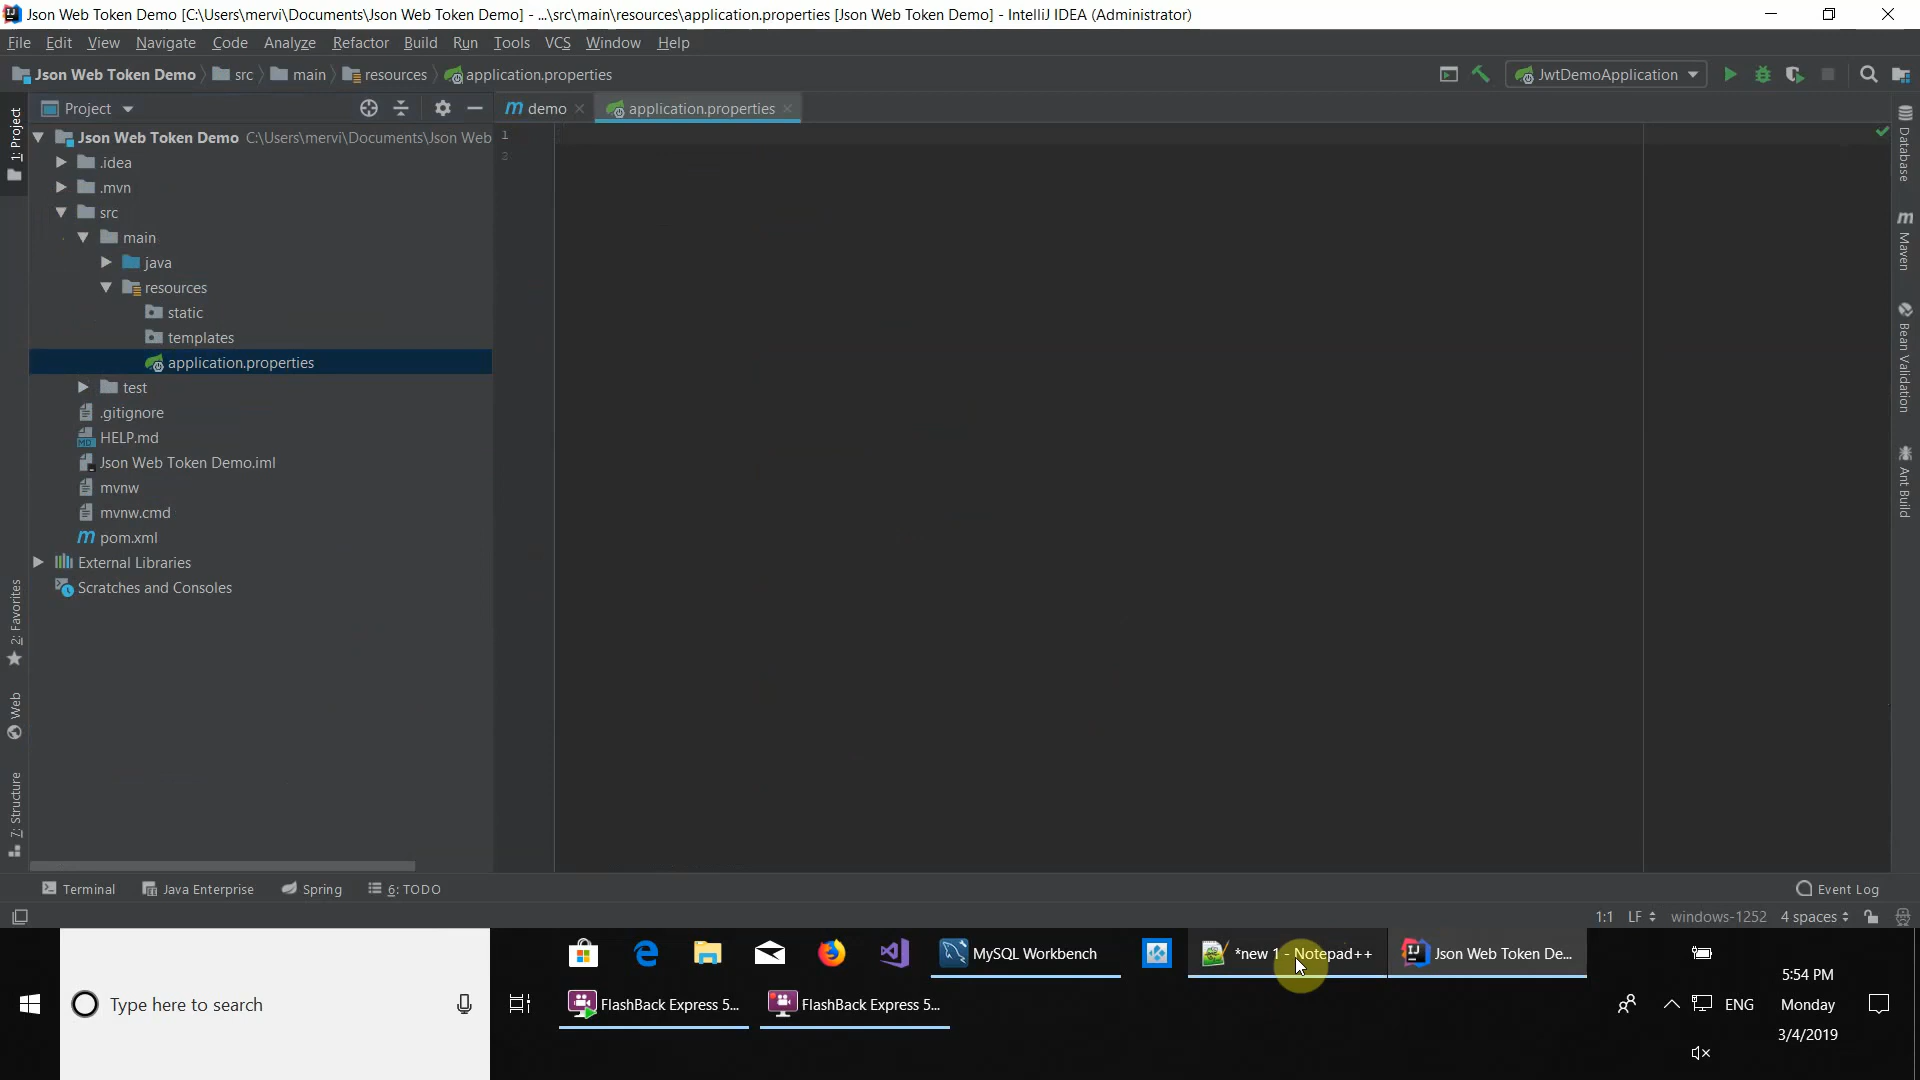 Json Web Token Demo [C:\Users\mervi\Documents\Json Web Token Demo] - ...\src\main\resources\application.properties [Json Web Token Demo] - IntelliJ IDEA (Administrator)
File Edit View Navigate Code Analyze Refactor Build Run Tools VCS Window Help
Json Web Token Demo src main resources application.properties JwtDemoApplication
1: Project
Project
demo application.properties
Json Web Token Demo C:\Users\mervi\Documents\Json Web
.idea
.mvn
src
main
java
resources
static
templates
application.properties
test
.gitignore
HELP.md
Json Web Token Demo.iml
mvnw
mvnw.cmd
pom.xml
External Libraries
Scratches and Consoles
1
2
Database
Maven
Bean Validation
Ant Build
2: Favorites
Web
7: Structure
Terminal Java Enterprise Spring 6: TODO Event Log
1:1 LF windows-1252 4 spaces
MySQL Workbench *new 1 - Notepad++ Json Web Token De...
Type here to search
FlashBack Express 5... FlashBack Express 5...
ENG
5:54 PM
Monday
3/4/2019